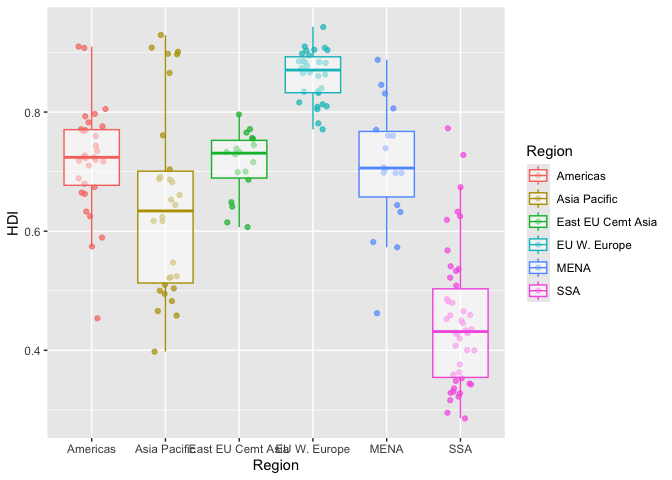 HDI
0.8
0.6
0.4
Americas
Asia Pacific
East EU Cemt Asia
EU W. Europe
MENA
SSA
Region
Region
Americas
Asia Pacific
East EU Cemt Asia
EU W. Europe
MENA
SSA